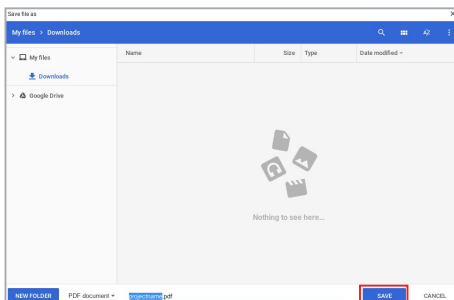 Save file as
My files > Downloads
My files
Downloads
Google Drive
Name Size Type Date modified
Nothing to see here...
NEW FOLDER PDF document projectname.pdf SAVE CANCEL